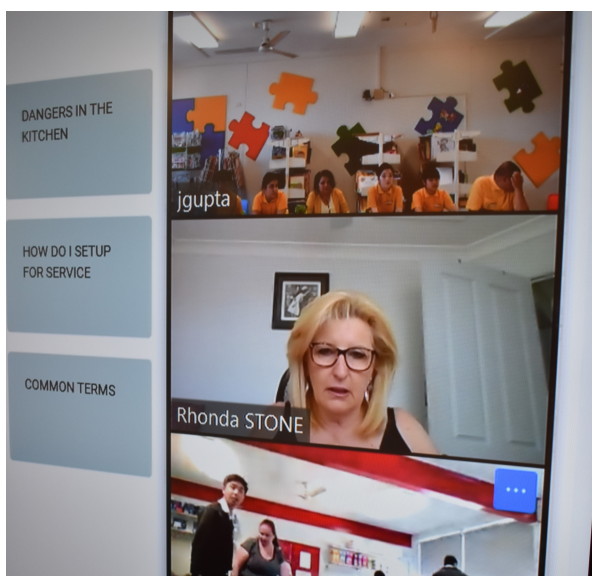 DANGERS IN THE
KITCHEN
HOW DO I SETUP
FOR SERVICE
COMMON TERMS
jgupta
Rhonda STONE